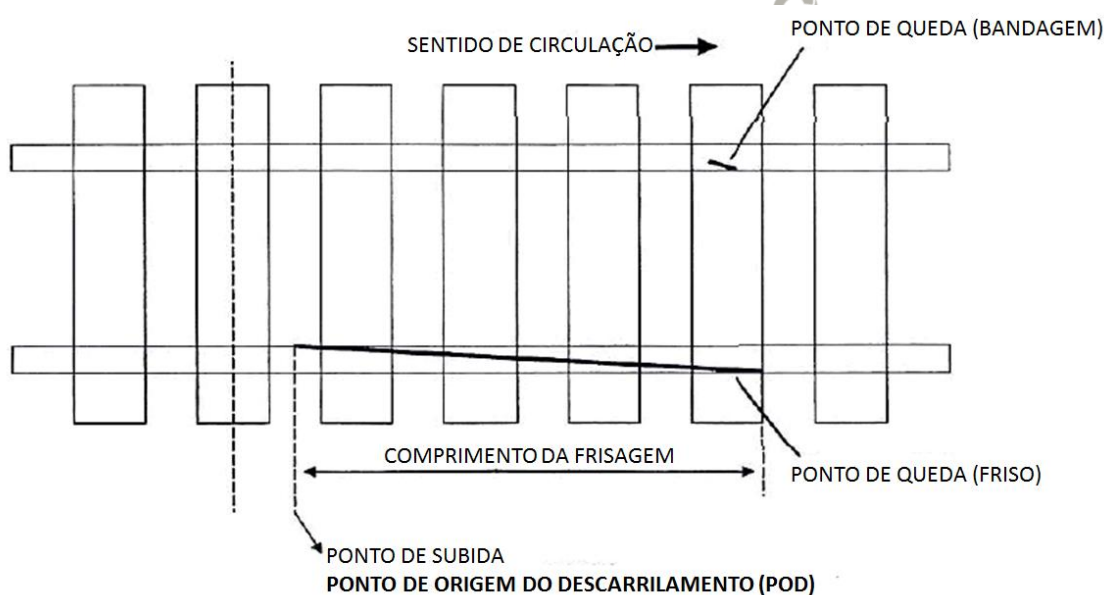 PONTO DE QUEDA (BANDAGEM)
SENTIDO DE CIRCULAÇÃO
COMPRIMENTO DA FRISAGEM
PONTO DE QUEDA (FRISO)
PONTO DE SUBIDA
PONTO DE ORIGEM DO DESCARRILAMENTO (POD)